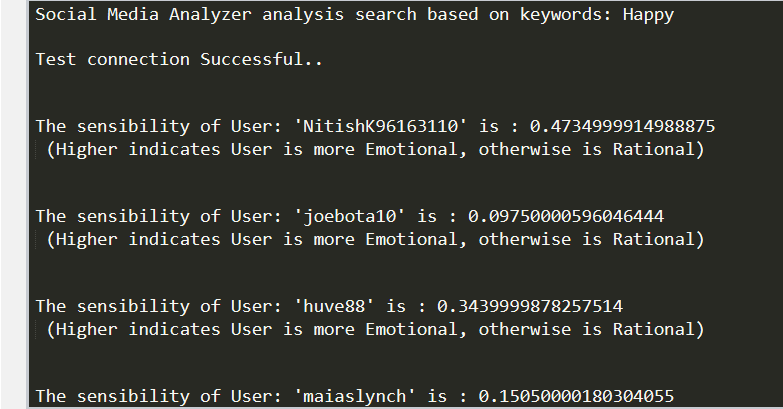 Social Media Analyzer analysis search based on keywords: Happy
Test connection Successful..
The sensibility of User: 'NitishK96163110' is : 0.4734999914988875
(Higher indicates User is more Emotional, otherwise is Rational)
The sensibility of User: 'joebota10' is : 0.09750000596046444
(Higher indicates User is more Emotional, otherwise is Rational)
The sensibility of User: 'huve88' is : 0.3439999878257514
(Higher indicates User is more Emotional, otherwise is Rational)
The sensibility of User: 'maiaslynch' is : 0.15050000180304055